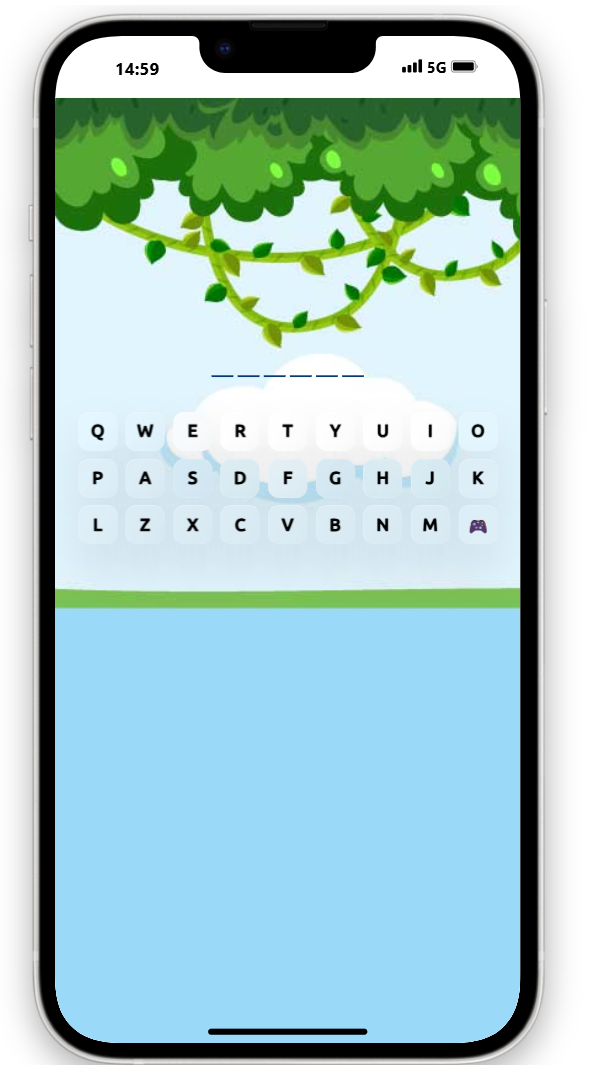 14:59 5G
_ _ _ _ _ _
Q W E R T Y U I O
P A S D F G H J K
L Z X C V B N M